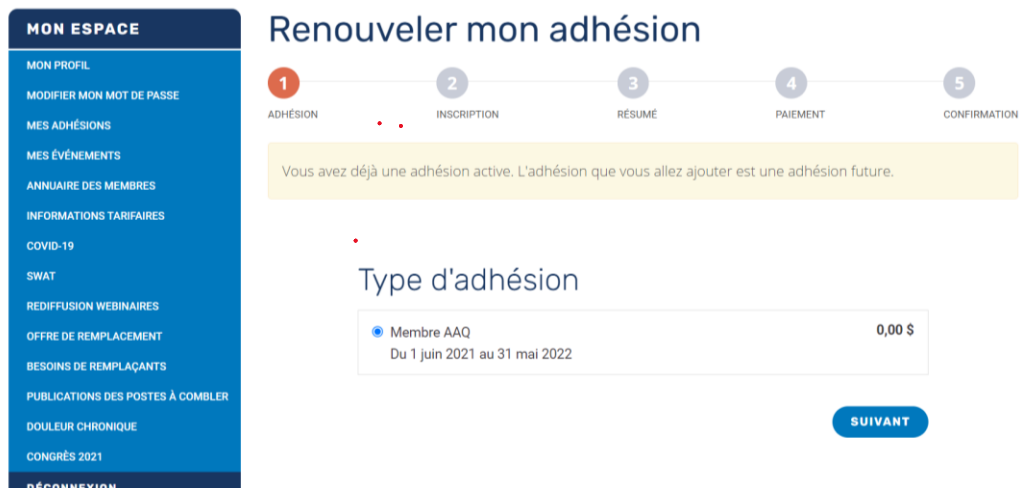 MON ESPACE
MON PROFIL
MODIFIER MON MOT DE PASSE
MES ADHÉSIONS
MES ÉVÉNEMENTS
ANNUAIRE DES MEMBRES
INFORMATIONS TARIFAIRES
COVID-19
SWAT
REDIFFUSION WEBINAIRES
OFFRE DE REMPLACEMENT
BESOINS DE REMPLAÇANTS
PUBLICATIONS DES POSTES À COMBLER
DOULEUR CHRONIQUE
CONGRÈS 2021
DÉCONNEXION
Renouveler mon adhésion
1 2 3 4 5
ADHÉSION INSCRIPTION RÉSUMÉ PAIEMENT CONFIRMATION
Vous avez déjà une adhésion active. L'adhésion que vous allez ajouter est une adhésion future.
Type d'adhésion
Membre AAQ 0,00 $
Du 1 juin 2021 au 31 mai 2022
SUIVANT